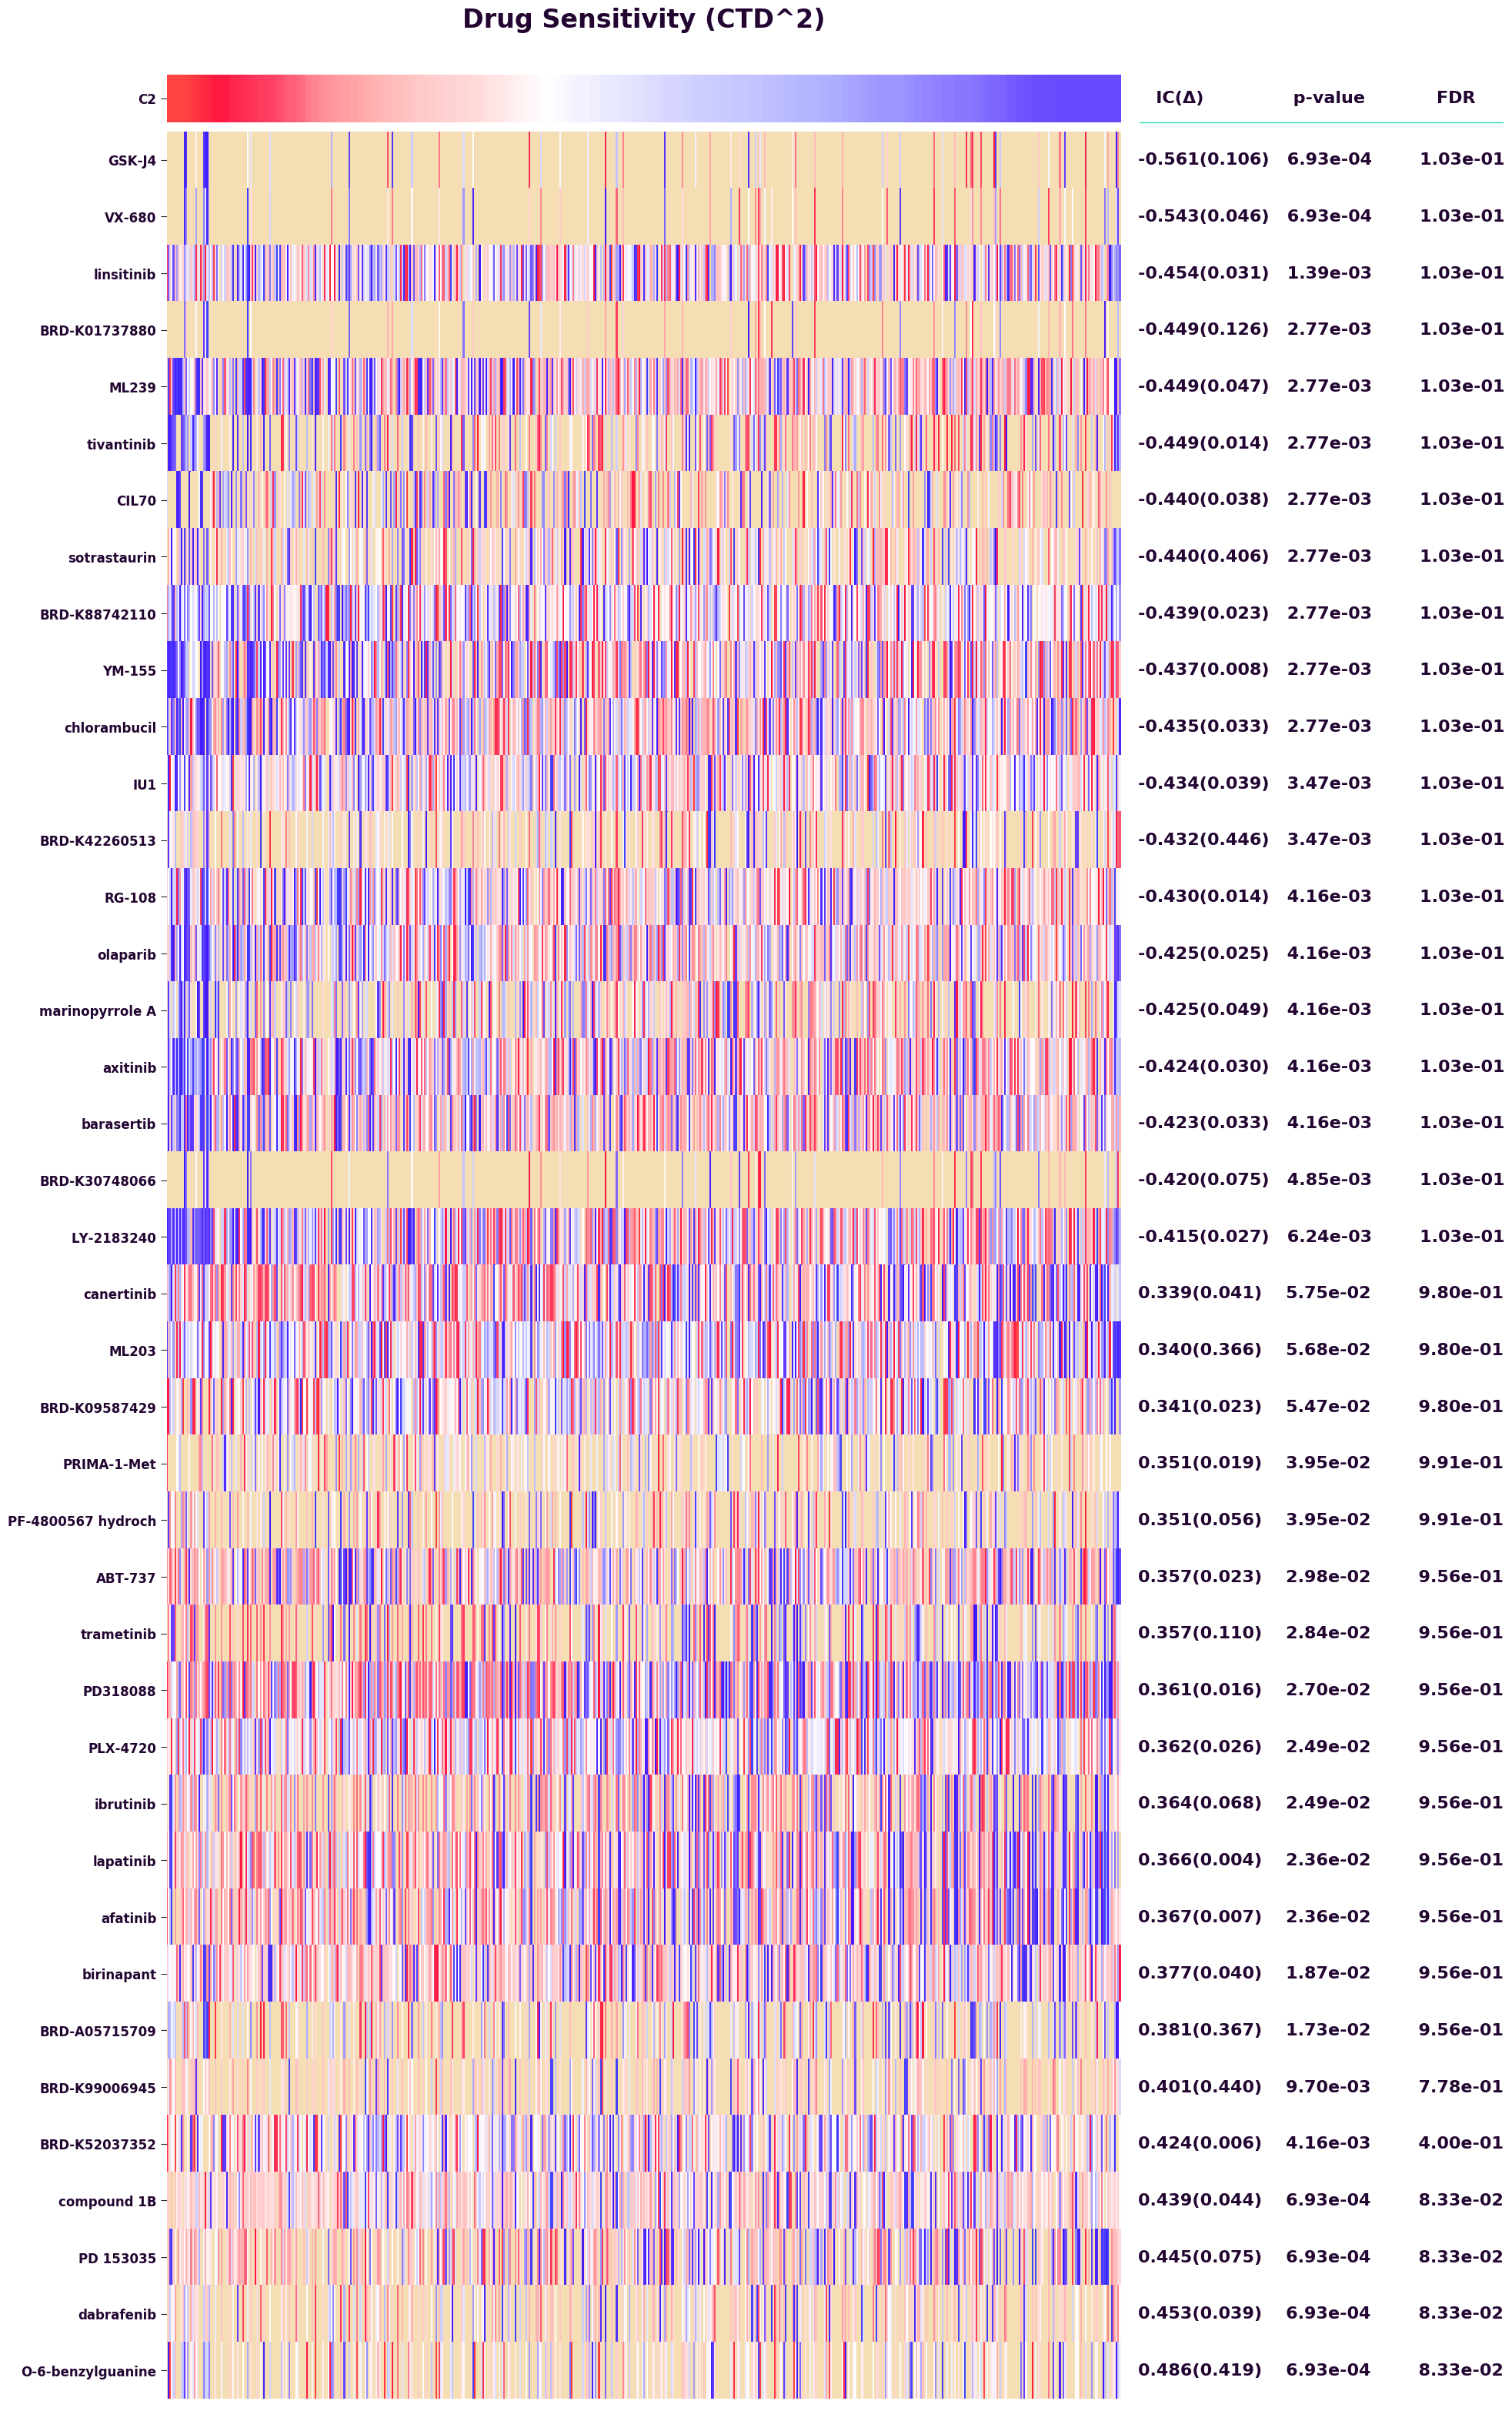 Drug Sensitivity (CTD^2)
C2 IC(Δ) p-value FDR
GSK-J4 -0.561(0.106) 6.93e-04 1.03e-01
VX-680 -0.543(0.046) 6.93e-04 1.03e-01
linsitinib -0.454(0.031) 1.39e-03 1.03e-01
BRD-K01737880 -0.449(0.126) 2.77e-03 1.03e-01
ML239 -0.449(0.047) 2.77e-03 1.03e-01
tivantinib -0.449(0.014) 2.77e-03 1.03e-01
CIL70 -0.440(0.038) 2.77e-03 1.03e-01
sotrastaurin -0.440(0.406) 2.77e-03 1.03e-01
BRD-K88742110 -0.439(0.023) 2.77e-03 1.03e-01
YM-155 -0.437(0.008) 2.77e-03 1.03e-01
chlorambucil -0.435(0.033) 2.77e-03 1.03e-01
IU1 -0.434(0.039) 3.47e-03 1.03e-01
BRD-K42260513 -0.432(0.446) 3.47e-03 1.03e-01
RG-108 -0.430(0.014) 4.16e-03 1.03e-01
olaparib -0.425(0.025) 4.16e-03 1.03e-01
marinopyrrole A -0.425(0.049) 4.16e-03 1.03e-01
axitinib -0.424(0.030) 4.16e-03 1.03e-01
barasertib -0.423(0.033) 4.16e-03 1.03e-01
BRD-K30748066 -0.420(0.075) 4.85e-03 1.03e-01
LY-2183240 -0.415(0.027) 6.24e-03 1.03e-01
canertinib 0.339(0.041) 5.75e-02 9.80e-01
ML203 0.340(0.366) 5.68e-02 9.80e-01
BRD-K09587429 0.341(0.023) 5.47e-02 9.80e-01
PRIMA-1-Met 0.351(0.019) 3.95e-02 9.91e-01
PF-4800567 hydroch 0.351(0.056) 3.95e-02 9.91e-01
ABT-737 0.357(0.023) 2.98e-02 9.56e-01
trametinib 0.357(0.110) 2.84e-02 9.56e-01
PD318088 0.361(0.016) 2.70e-02 9.56e-01
PLX-4720 0.362(0.026) 2.49e-02 9.56e-01
ibrutinib 0.364(0.068) 2.49e-02 9.56e-01
lapatinib 0.366(0.004) 2.36e-02 9.56e-01
afatinib 0.367(0.007) 2.36e-02 9.56e-01
birinapant 0.377(0.040) 1.87e-02 9.56e-01
BRD-A05715709 0.381(0.367) 1.73e-02 9.56e-01
BRD-K99006945 0.401(0.440) 9.70e-03 7.78e-01
BRD-K52037352 0.424(0.006) 4.16e-03 4.00e-01
compound 1B 0.439(0.044) 6.93e-04 8.33e-02
PD 153035 0.445(0.075) 6.93e-04 8.33e-02
dabrafenib 0.453(0.039) 6.93e-04 8.33e-02
O-6-benzylguanine 0.486(0.419) 6.93e-04 8.33e-02